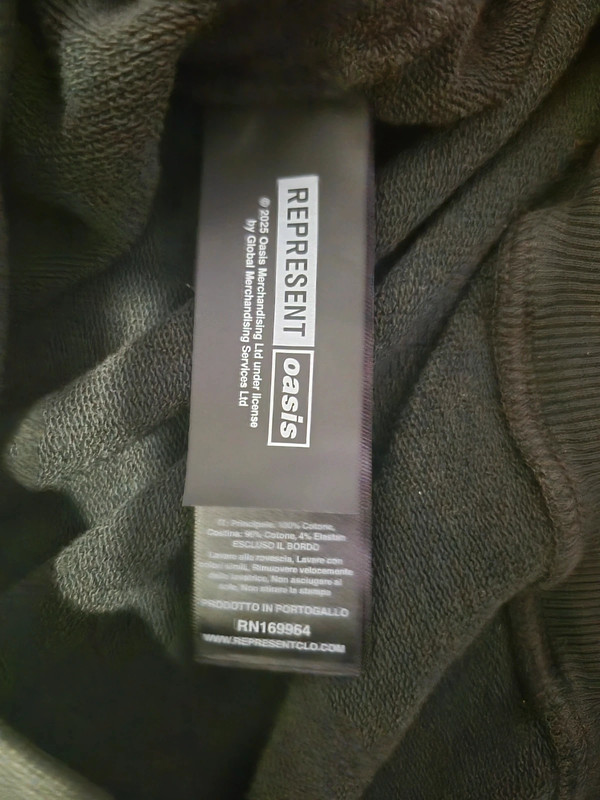 REPRESENT oasis
© 2025 Oasis Merchandising Ltd under license
by Global Merchandising Services Ltd
IT: Principale: 100% Cotone,
Costina: 96% Cotone, 4% Elastan
ESCLUSO IL BORDO
Lavare alla rovescia, Lavare con
colori simili, Rimuovere velocemente
dalla lavatrice, Non asciugare al
sole, Non stirare la stampa
PRODOTTO IN PORTOGALLO
RN169964
WWW.REPRESENTCLO.COM